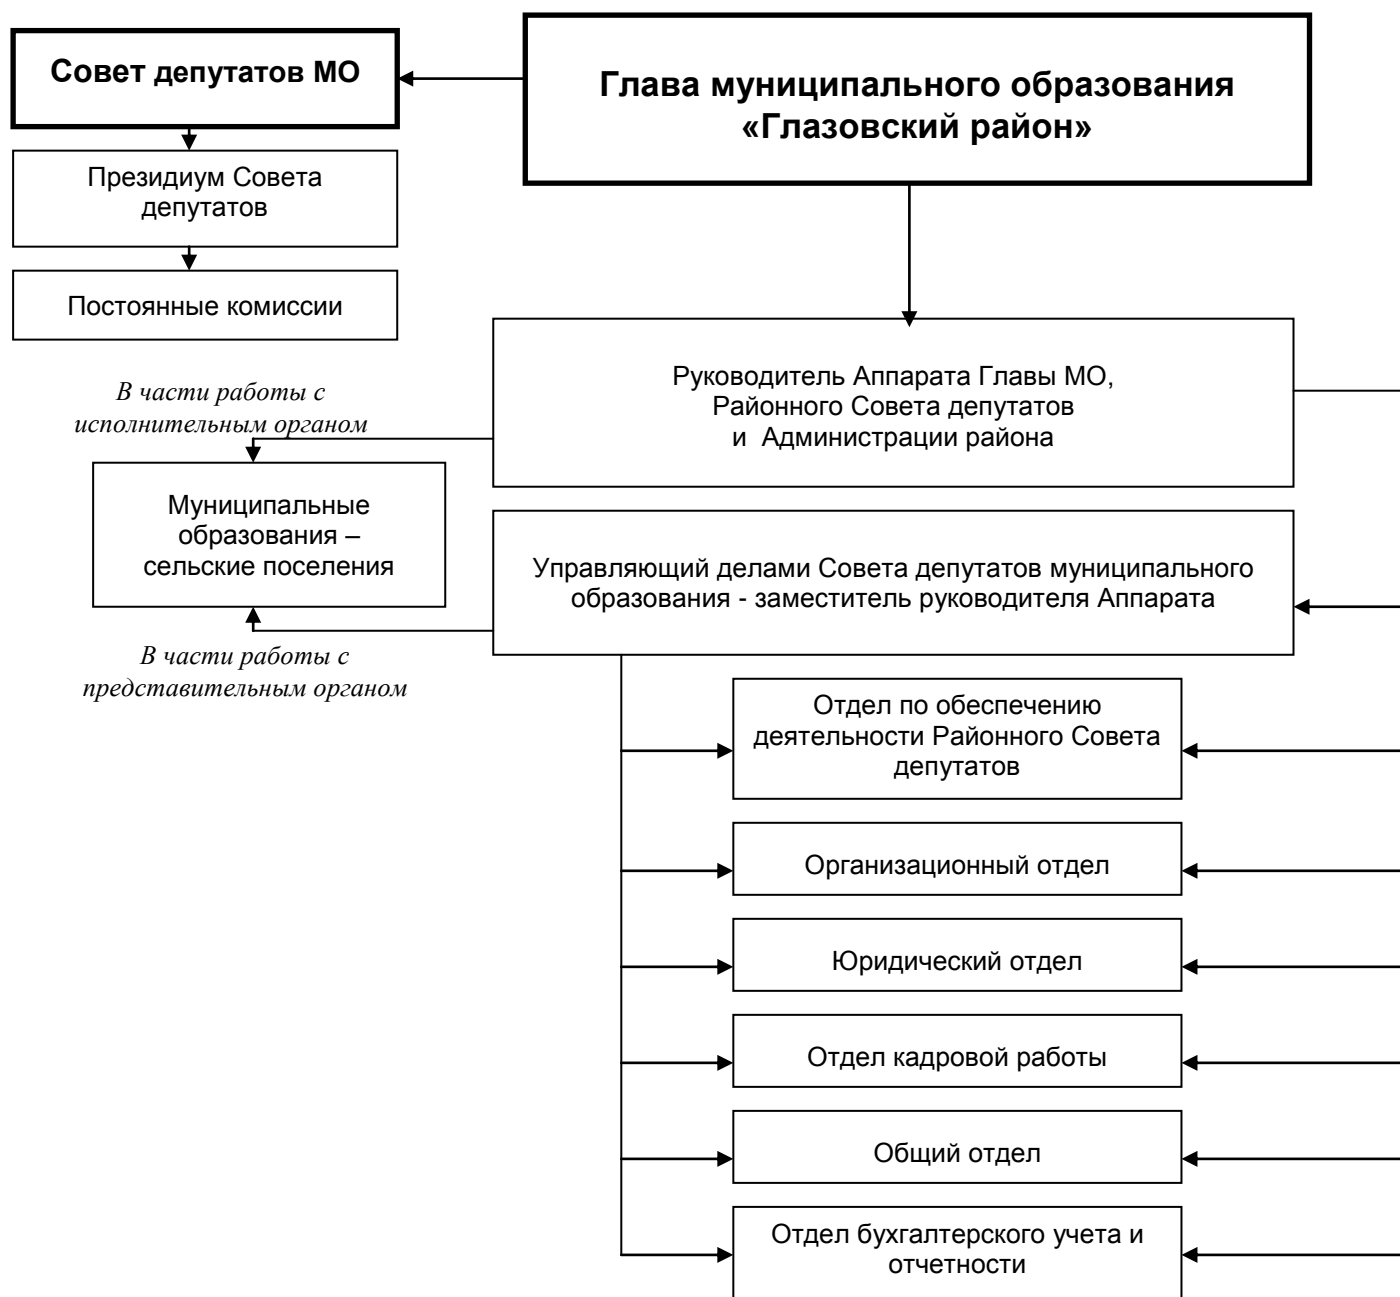 Совет депутатов МО
Глава муниципального образования
«Глазовский район»
Президиум Совета
депутатов
Постоянные комиссии
Руководитель Аппарата Главы МО,
Районного Совета депутатов
и Администрации района
В части работы с
исполнительным органом
Муниципальные
образования –
сельские поселения
Управляющий делами Совета депутатов муниципального
образования - заместитель руководителя Аппарата
В части работы с
представительным органом
Отдел по обеспечению
деятельности Районного Совета
депутатов
Организационный отдел
Юридический отдел
Отдел кадровой работы
Общий отдел
Отдел бухгалтерского учета и
отчетности